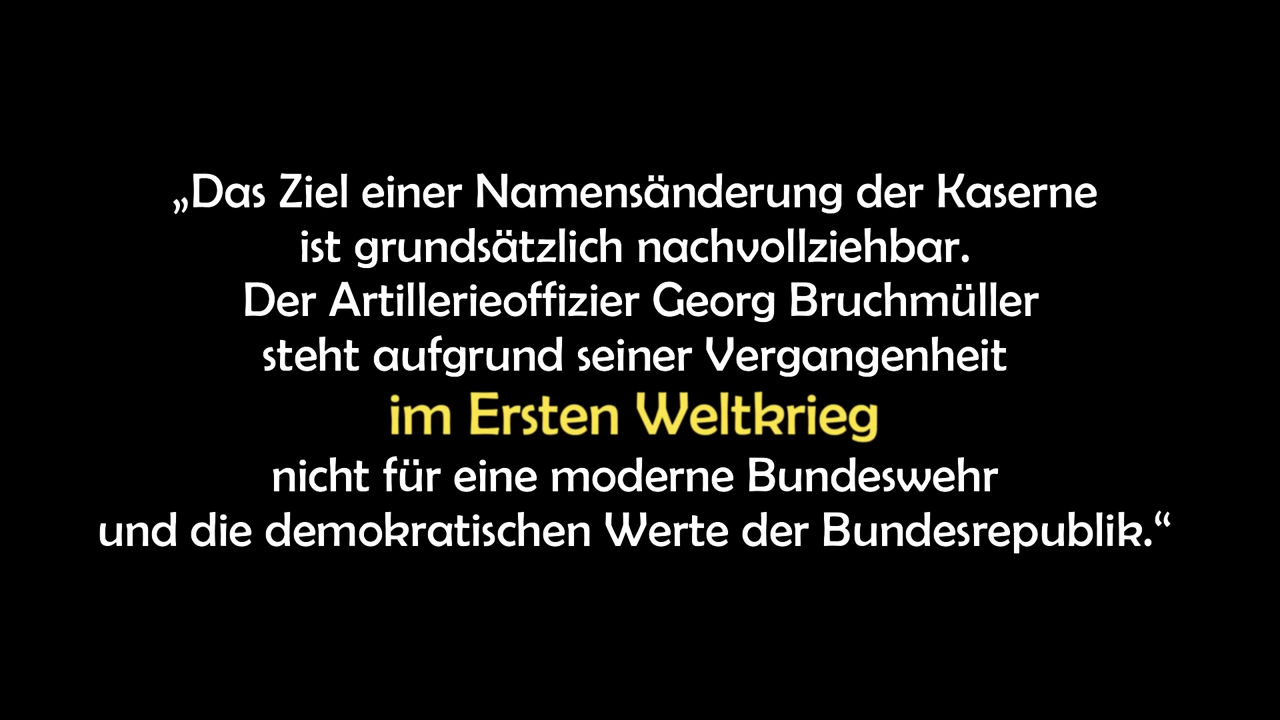 „Das Ziel einer Namensänderung der Kaserne
ist grundsätzlich nachvollziehbar.
Der Artillerieoffizier Georg Bruchmüller
steht aufgrund seiner Vergangenheit
im Ersten Weltkrieg
nicht für eine moderne Bundeswehr
und die demokratischen Werte der Bundesrepublik.“